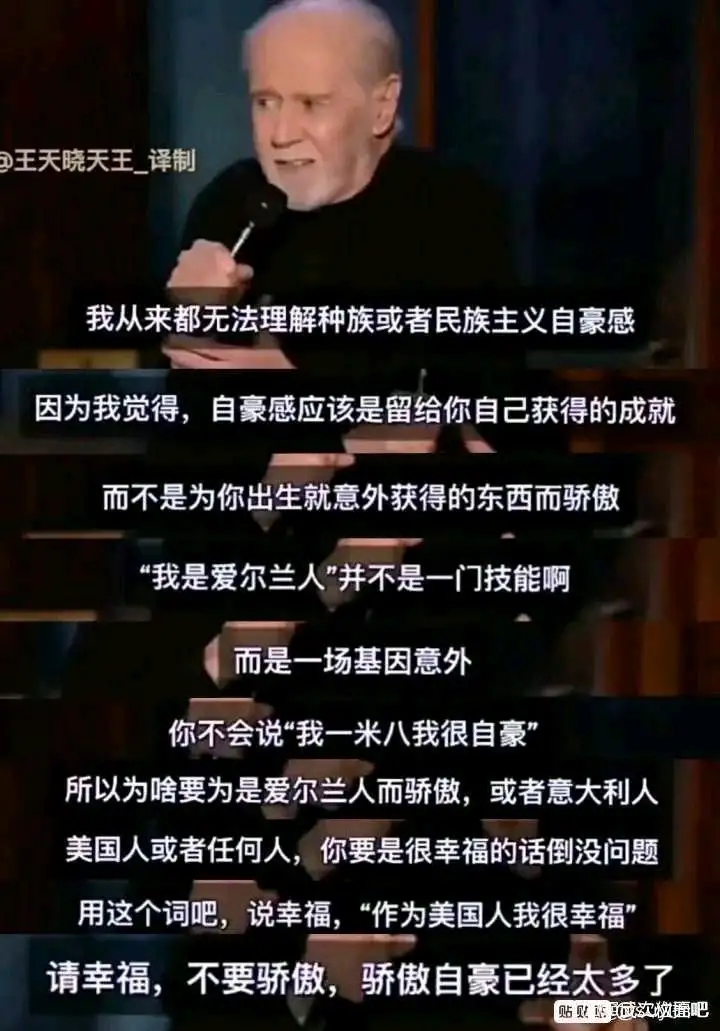 @王天晓天王_译制
我从来都无法理解种族或者民族主义自豪感
因为我觉得，自豪感应该是留给你自己获得的成就
而不是为你出生就意外获得的东西而骄傲
“我是爱尔兰人”并不是一门技能啊
而是一场基因意外
你不会说“我一米八我很自豪”
所以为啥要为是爱尔兰人而骄傲，或者意大利人
美国人或者任何人，你要是很幸福的话倒没问题
用这个词吧，说幸福，“作为美国人我很幸福”
请幸福，不要骄傲，骄傲自豪已经太多了
贴贴
吧